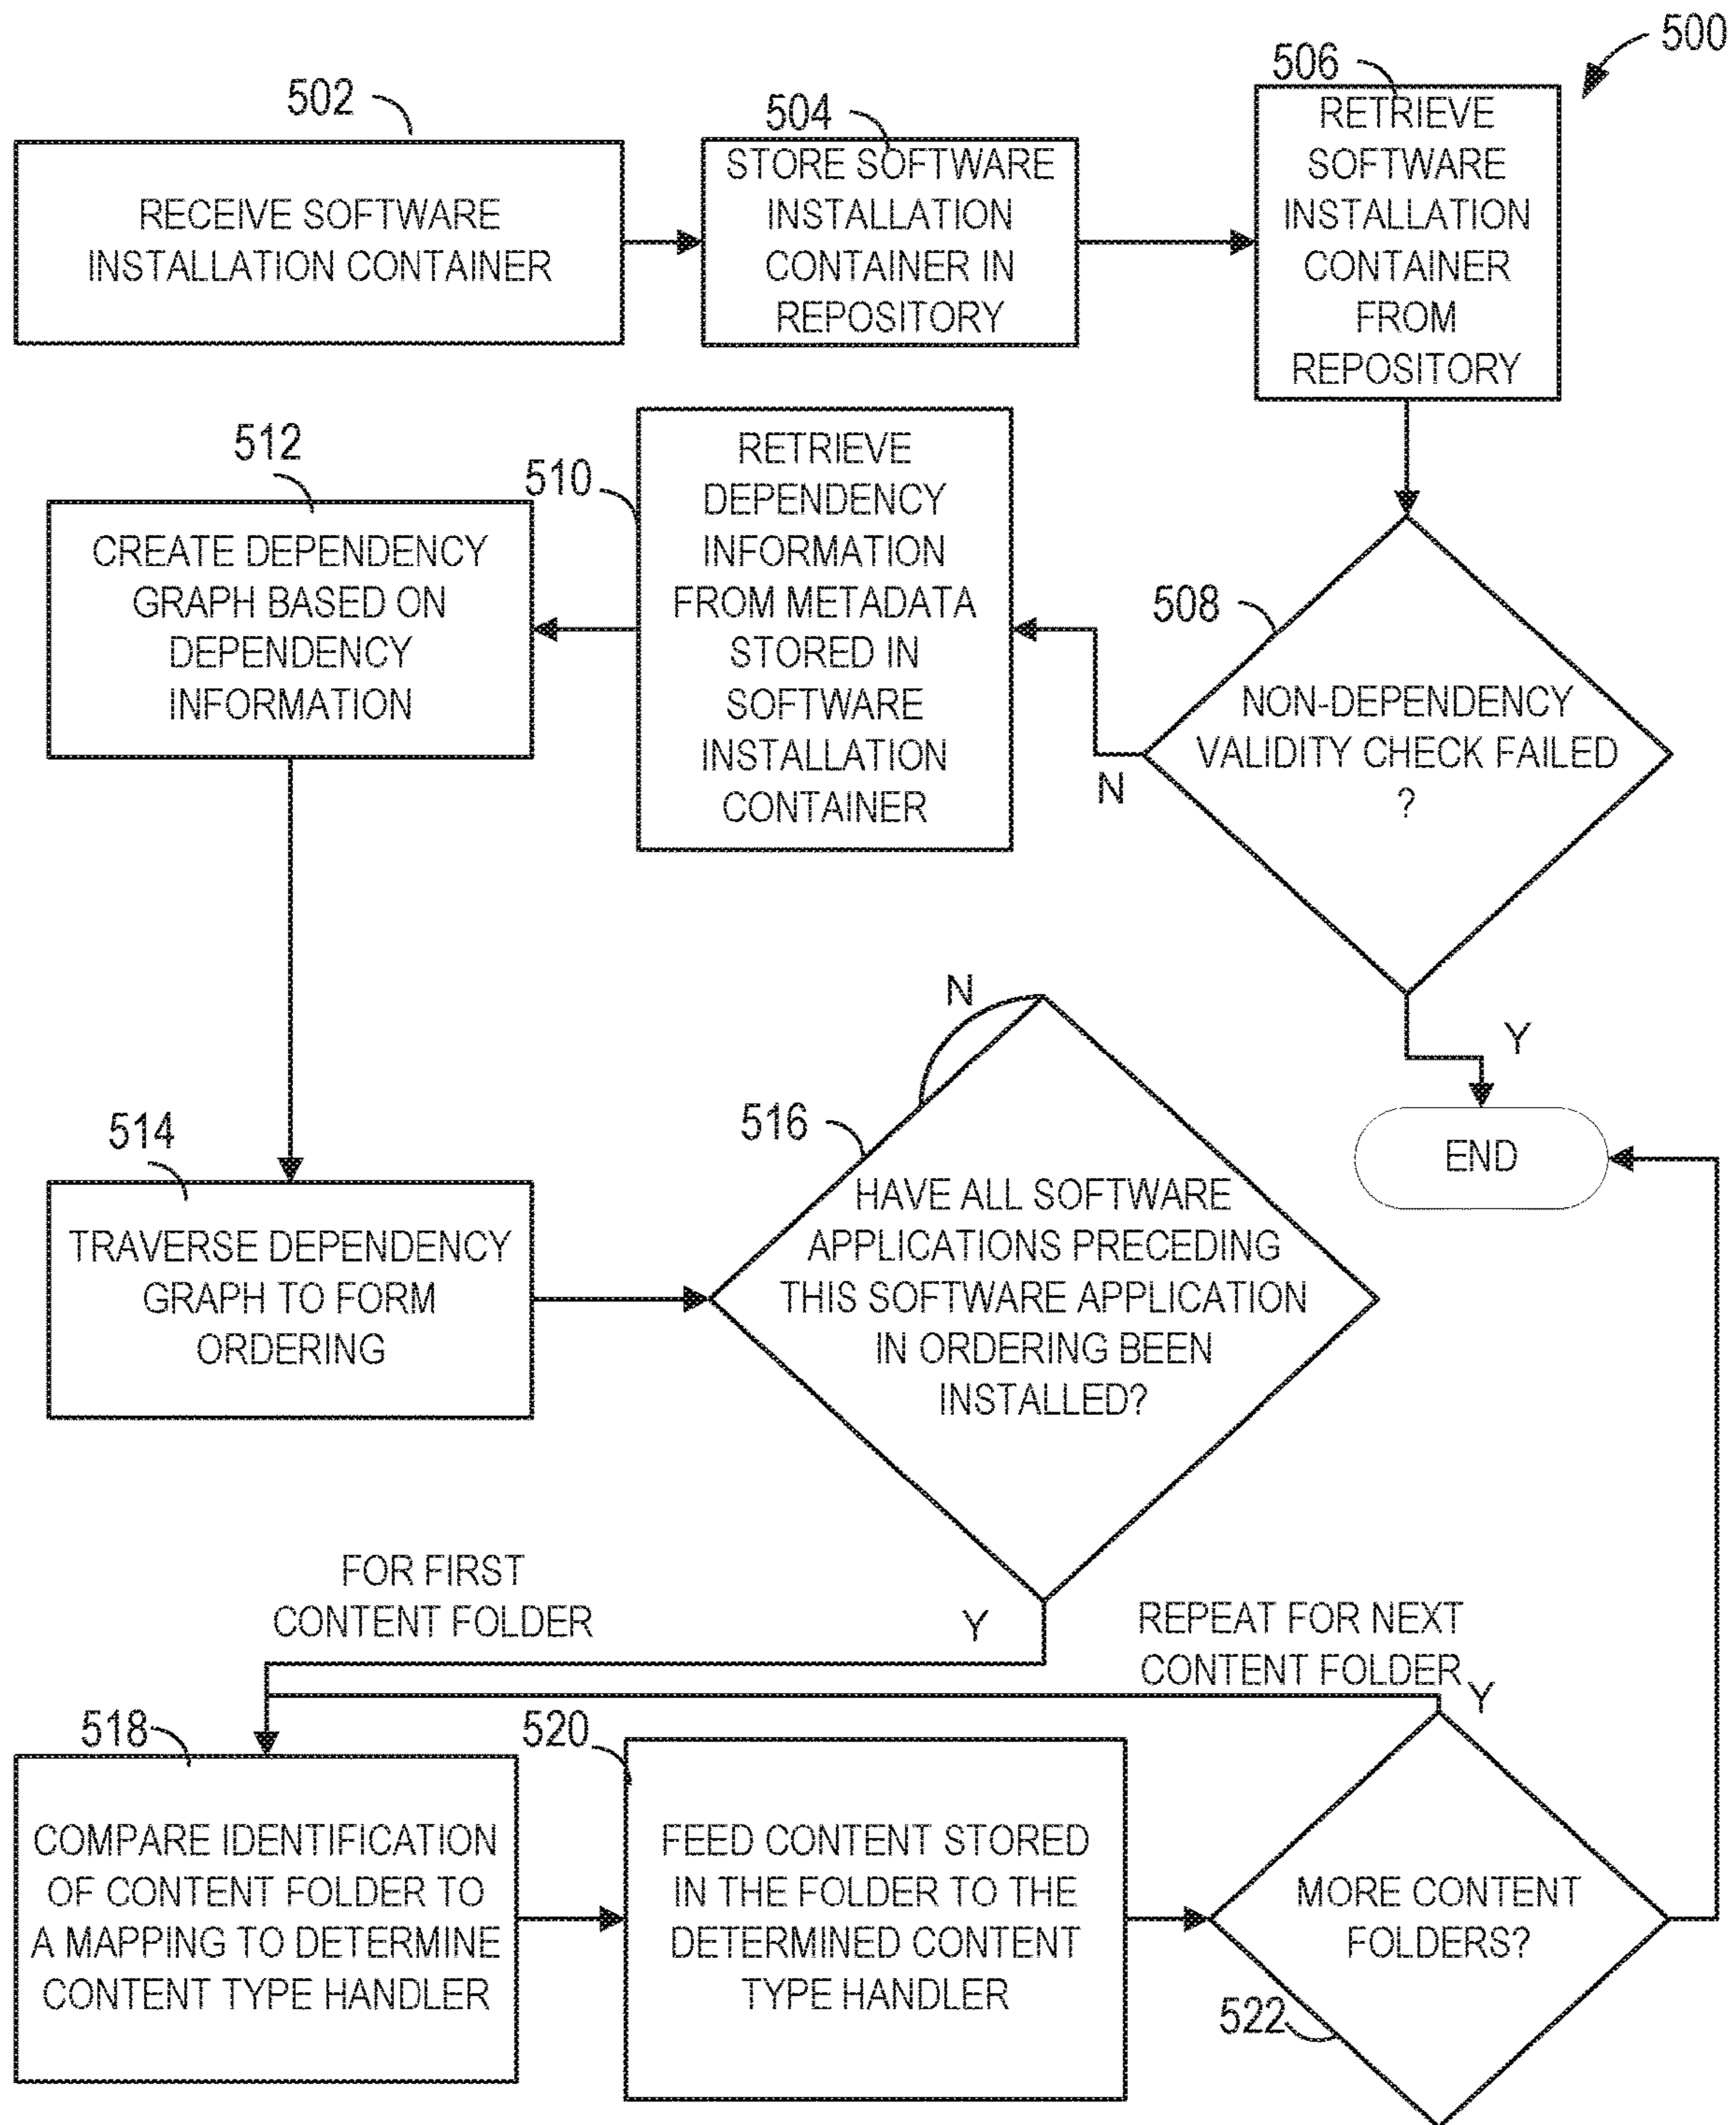 500
502
RECEIVE SOFTWARE
INSTALLATION CONTAINER
504
STORE SOFTWARE
INSTALLATION
CONTAINER IN
REPOSITORY
506
RETRIEVE
SOFTWARE
INSTALLATION
CONTAINER
FROM
REPOSITORY
508
NON-DEPENDENCY
VALIDITY CHECK FAILED
?
N
Y
510
RETRIEVE
DEPENDENCY
INFORMATION
FROM METADATA
STORED IN
SOFTWARE
INSTALLATION
CONTAINER
512
CREATE DEPENDENCY
GRAPH BASED ON
DEPENDENCY
INFORMATION
514
TRAVERSE DEPENDENCY
GRAPH TO FORM
ORDERING
516
N
HAVE ALL SOFTWARE
APPLICATIONS PRECEDING
THIS SOFTWARE APPLICATION
IN ORDERING BEEN
INSTALLED?
Y
END
FOR FIRST
CONTENT FOLDER
REPEAT FOR NEXT
CONTENT FOLDER
Y
518
COMPARE IDENTIFICATION
OF CONTENT FOLDER TO
A MAPPING TO DETERMINE
CONTENT TYPE HANDLER
520
FEED CONTENT STORED
IN THE FOLDER TO THE
DETERMINED CONTENT
TYPE HANDLER
MORE CONTENT
FOLDERS?
522